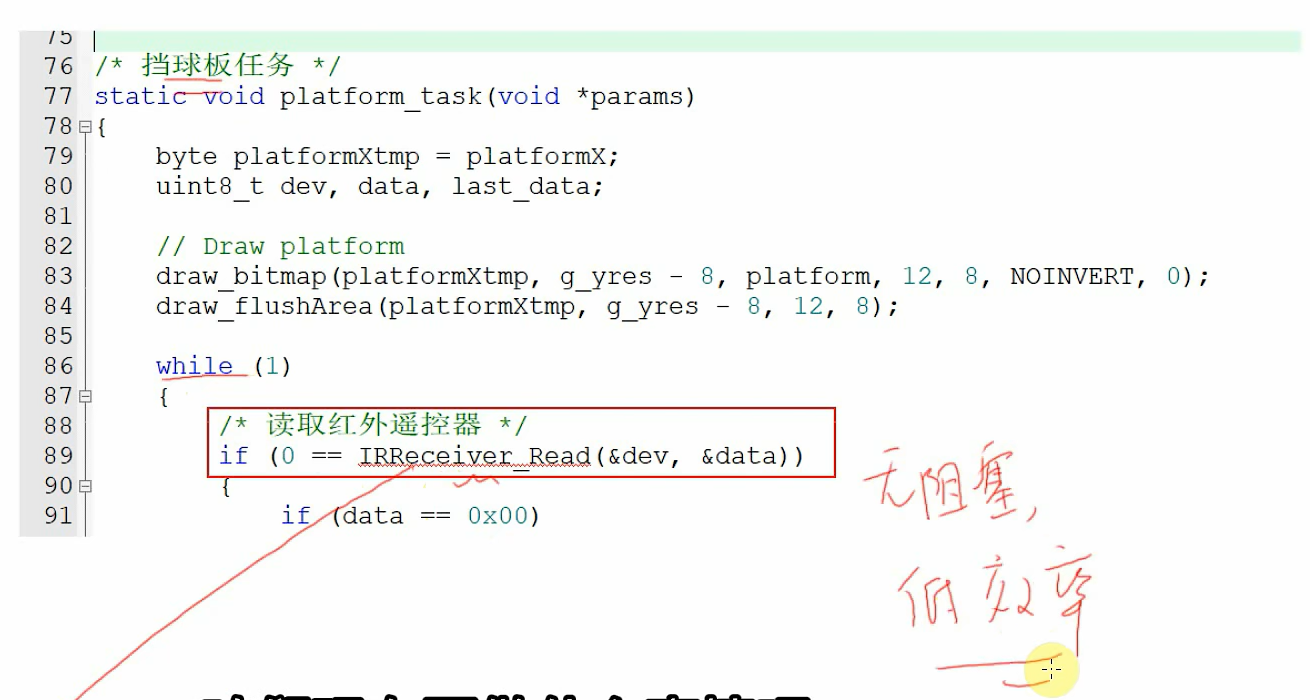 75
76 /* 挡球板任务 */
77 static void platform_task(void *params)
78 {
79 byte platformXtmp = platformX;
80 uint8_t dev, data, last_data;
81
82 // Draw platform
83 draw_bitmap(platformXtmp, g_yres - 8, platform, 12, 8, NOINVERT, 0);
84 draw_flushArea(platformXtmp, g_yres - 8, 12, 8);
85
86 while (1)
87 {
88 /* 读取红外遥控器 */
89 if (0 == IRReceiver_Read(&dev, &data))
90 {
91 if (data == 0x00)
无阻塞,
低效率